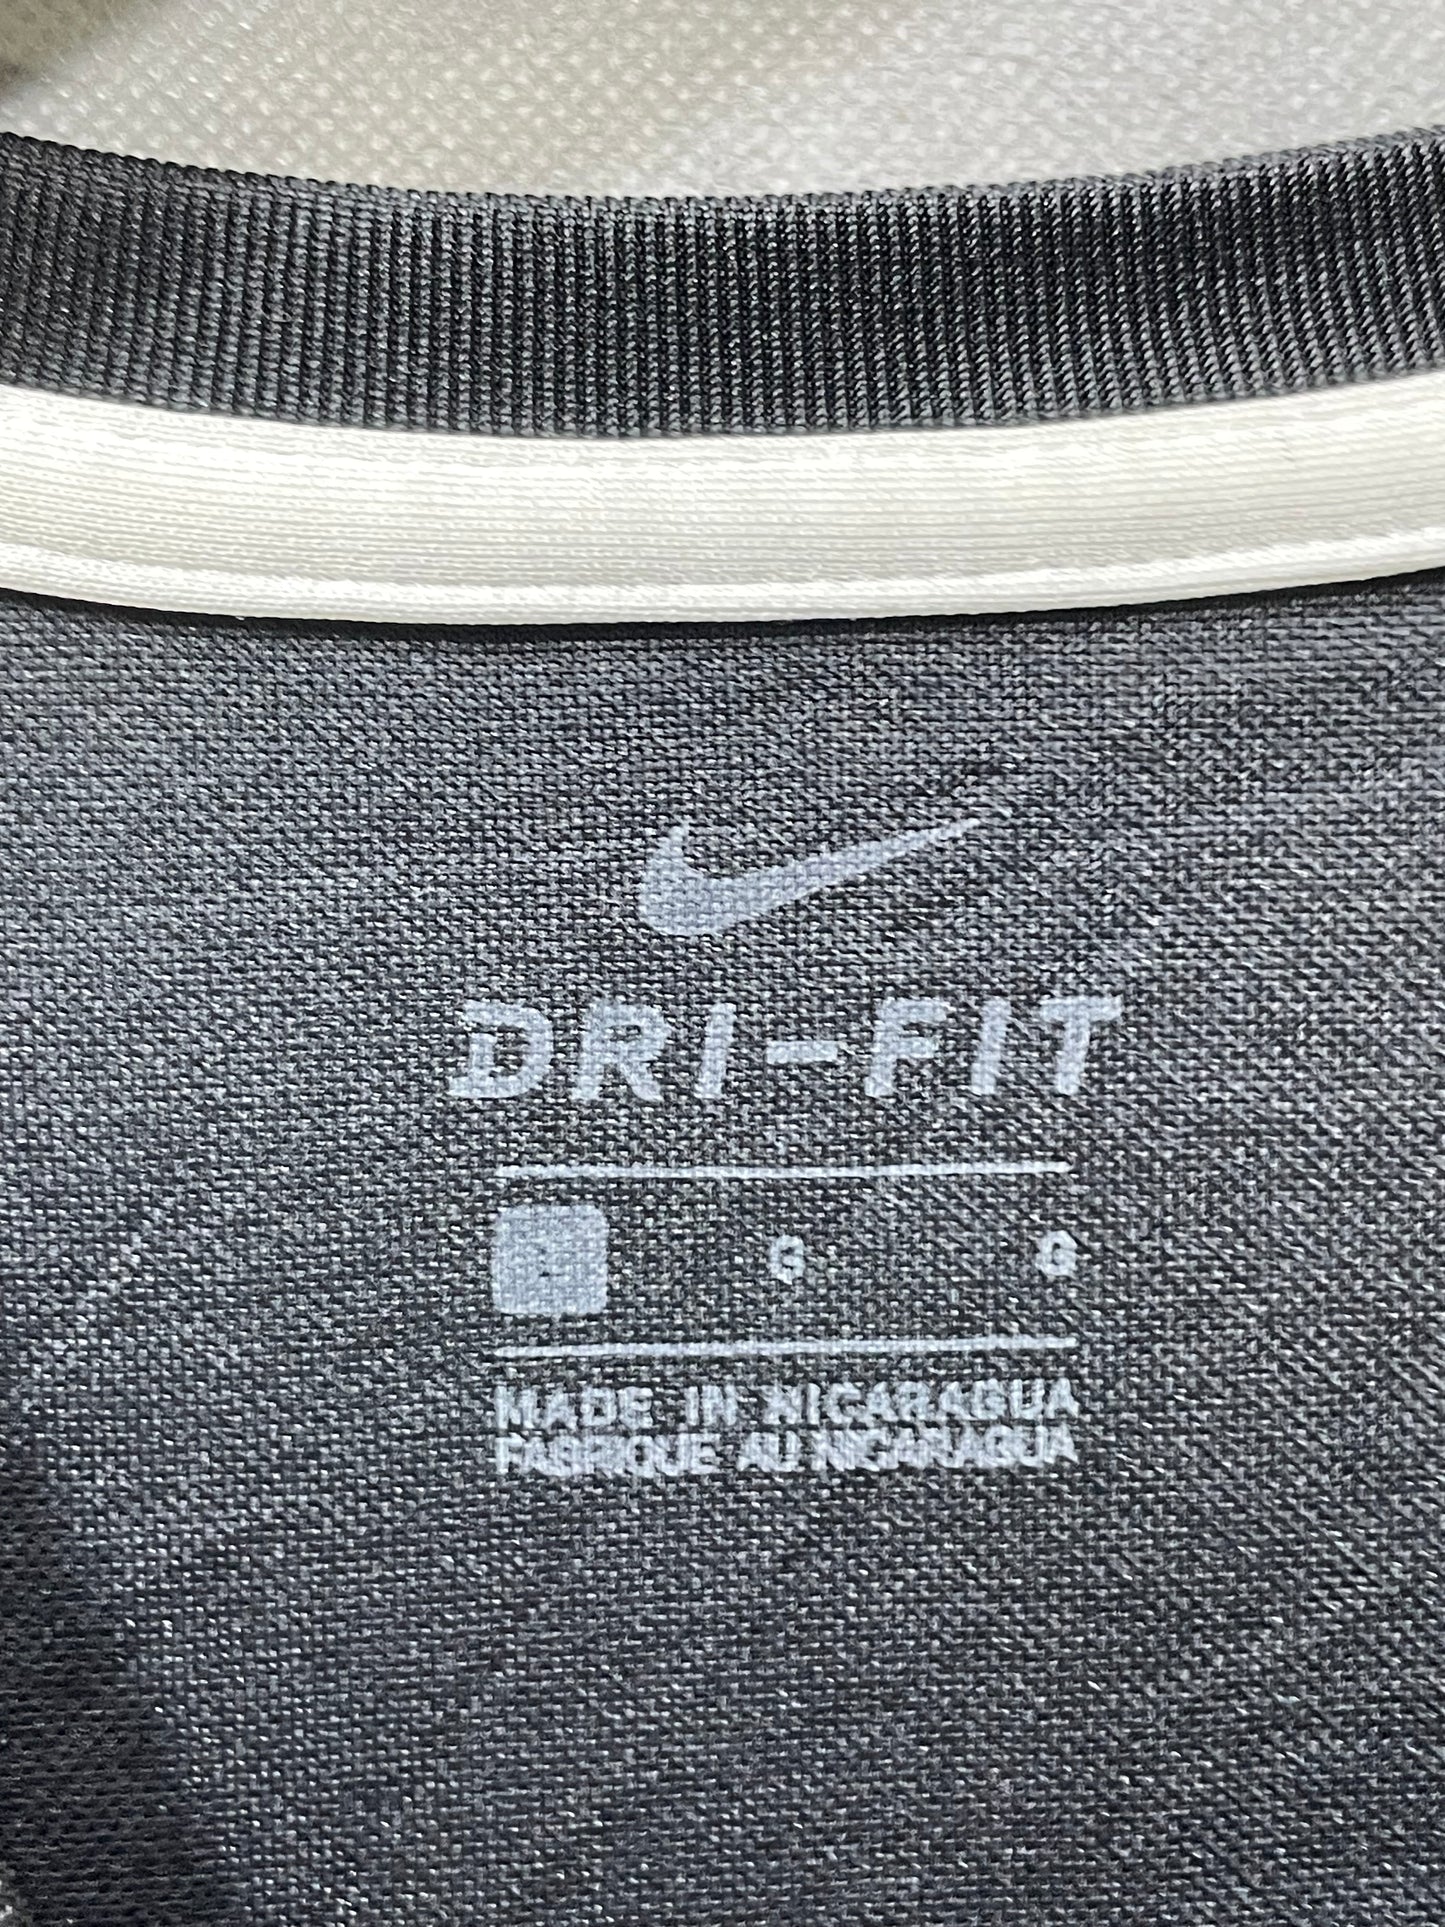 DRI-FIT
G G
MADE IN NICARAGUA
FABRIQUE AU NICARAGUA